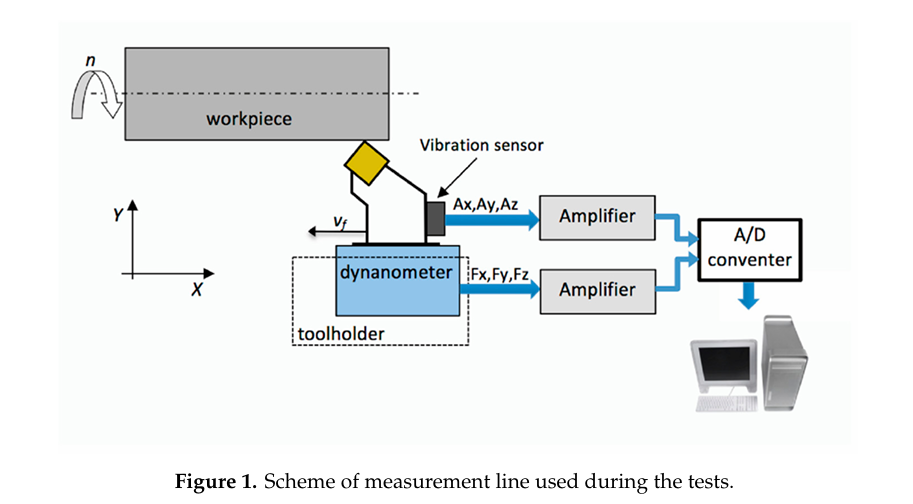 n
workpiece
Vibration sensor
Ax,Ay,Az
Amplifier
A/D
conventer
Y
X
vf
dynanometer
Fx,Fy,Fz
Amplifier
toolholder
Figure 1. Scheme of measurement line used during the tests.